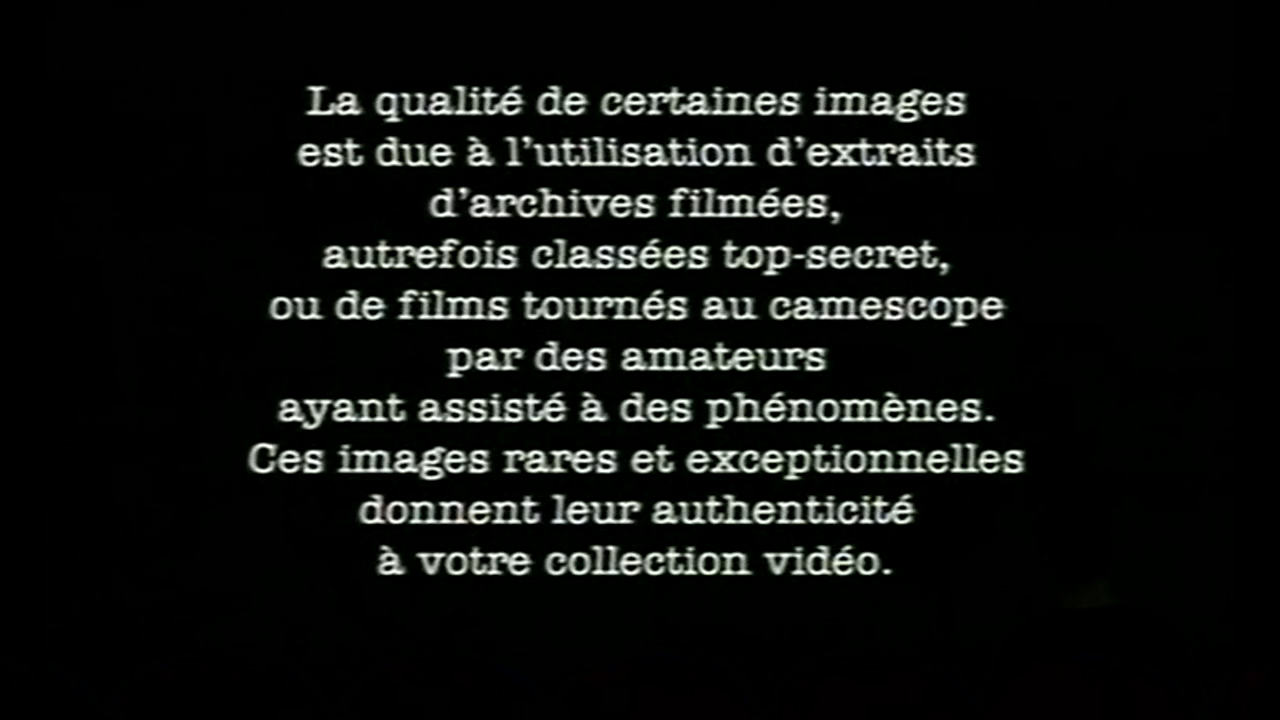 La qualité de certaines images
est due à l'utilisation d'extraits
d'archives filmées,
autrefois classées top-secret,
ou de films tournés au camescope
par des amateurs
ayant assisté à des phénomènes.
Ces images rares et exceptionnelles
donnent leur authenticité
à votre collection vidéo.